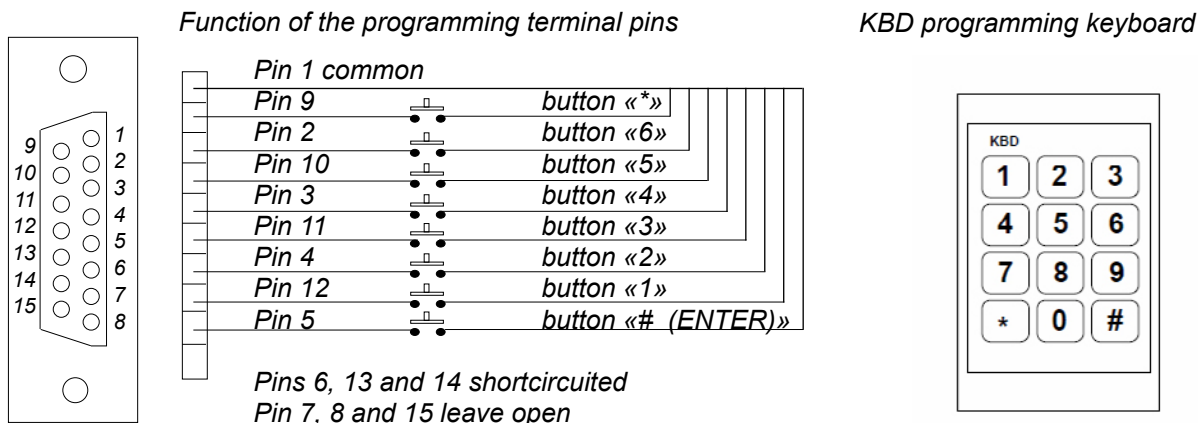 Function of the programming terminal pins
KBD programming keyboard
Pin 1 common
Pin 9 button «*»
Pin 2 button «6»
Pin 10 button «5»
Pin 3 button «4»
Pin 11 button «3»
Pin 4 button «2»
Pin 12 button «1»
Pin 5 button «# (ENTER)»
Pins 6, 13 and 14 shortcircuited
Pin 7, 8 and 15 leave open
1
9
2
10
3
11
4
12
5
13
6
14
7
15
8
KBD
1 2 3
4 5 6
7 8 9
* 0 #